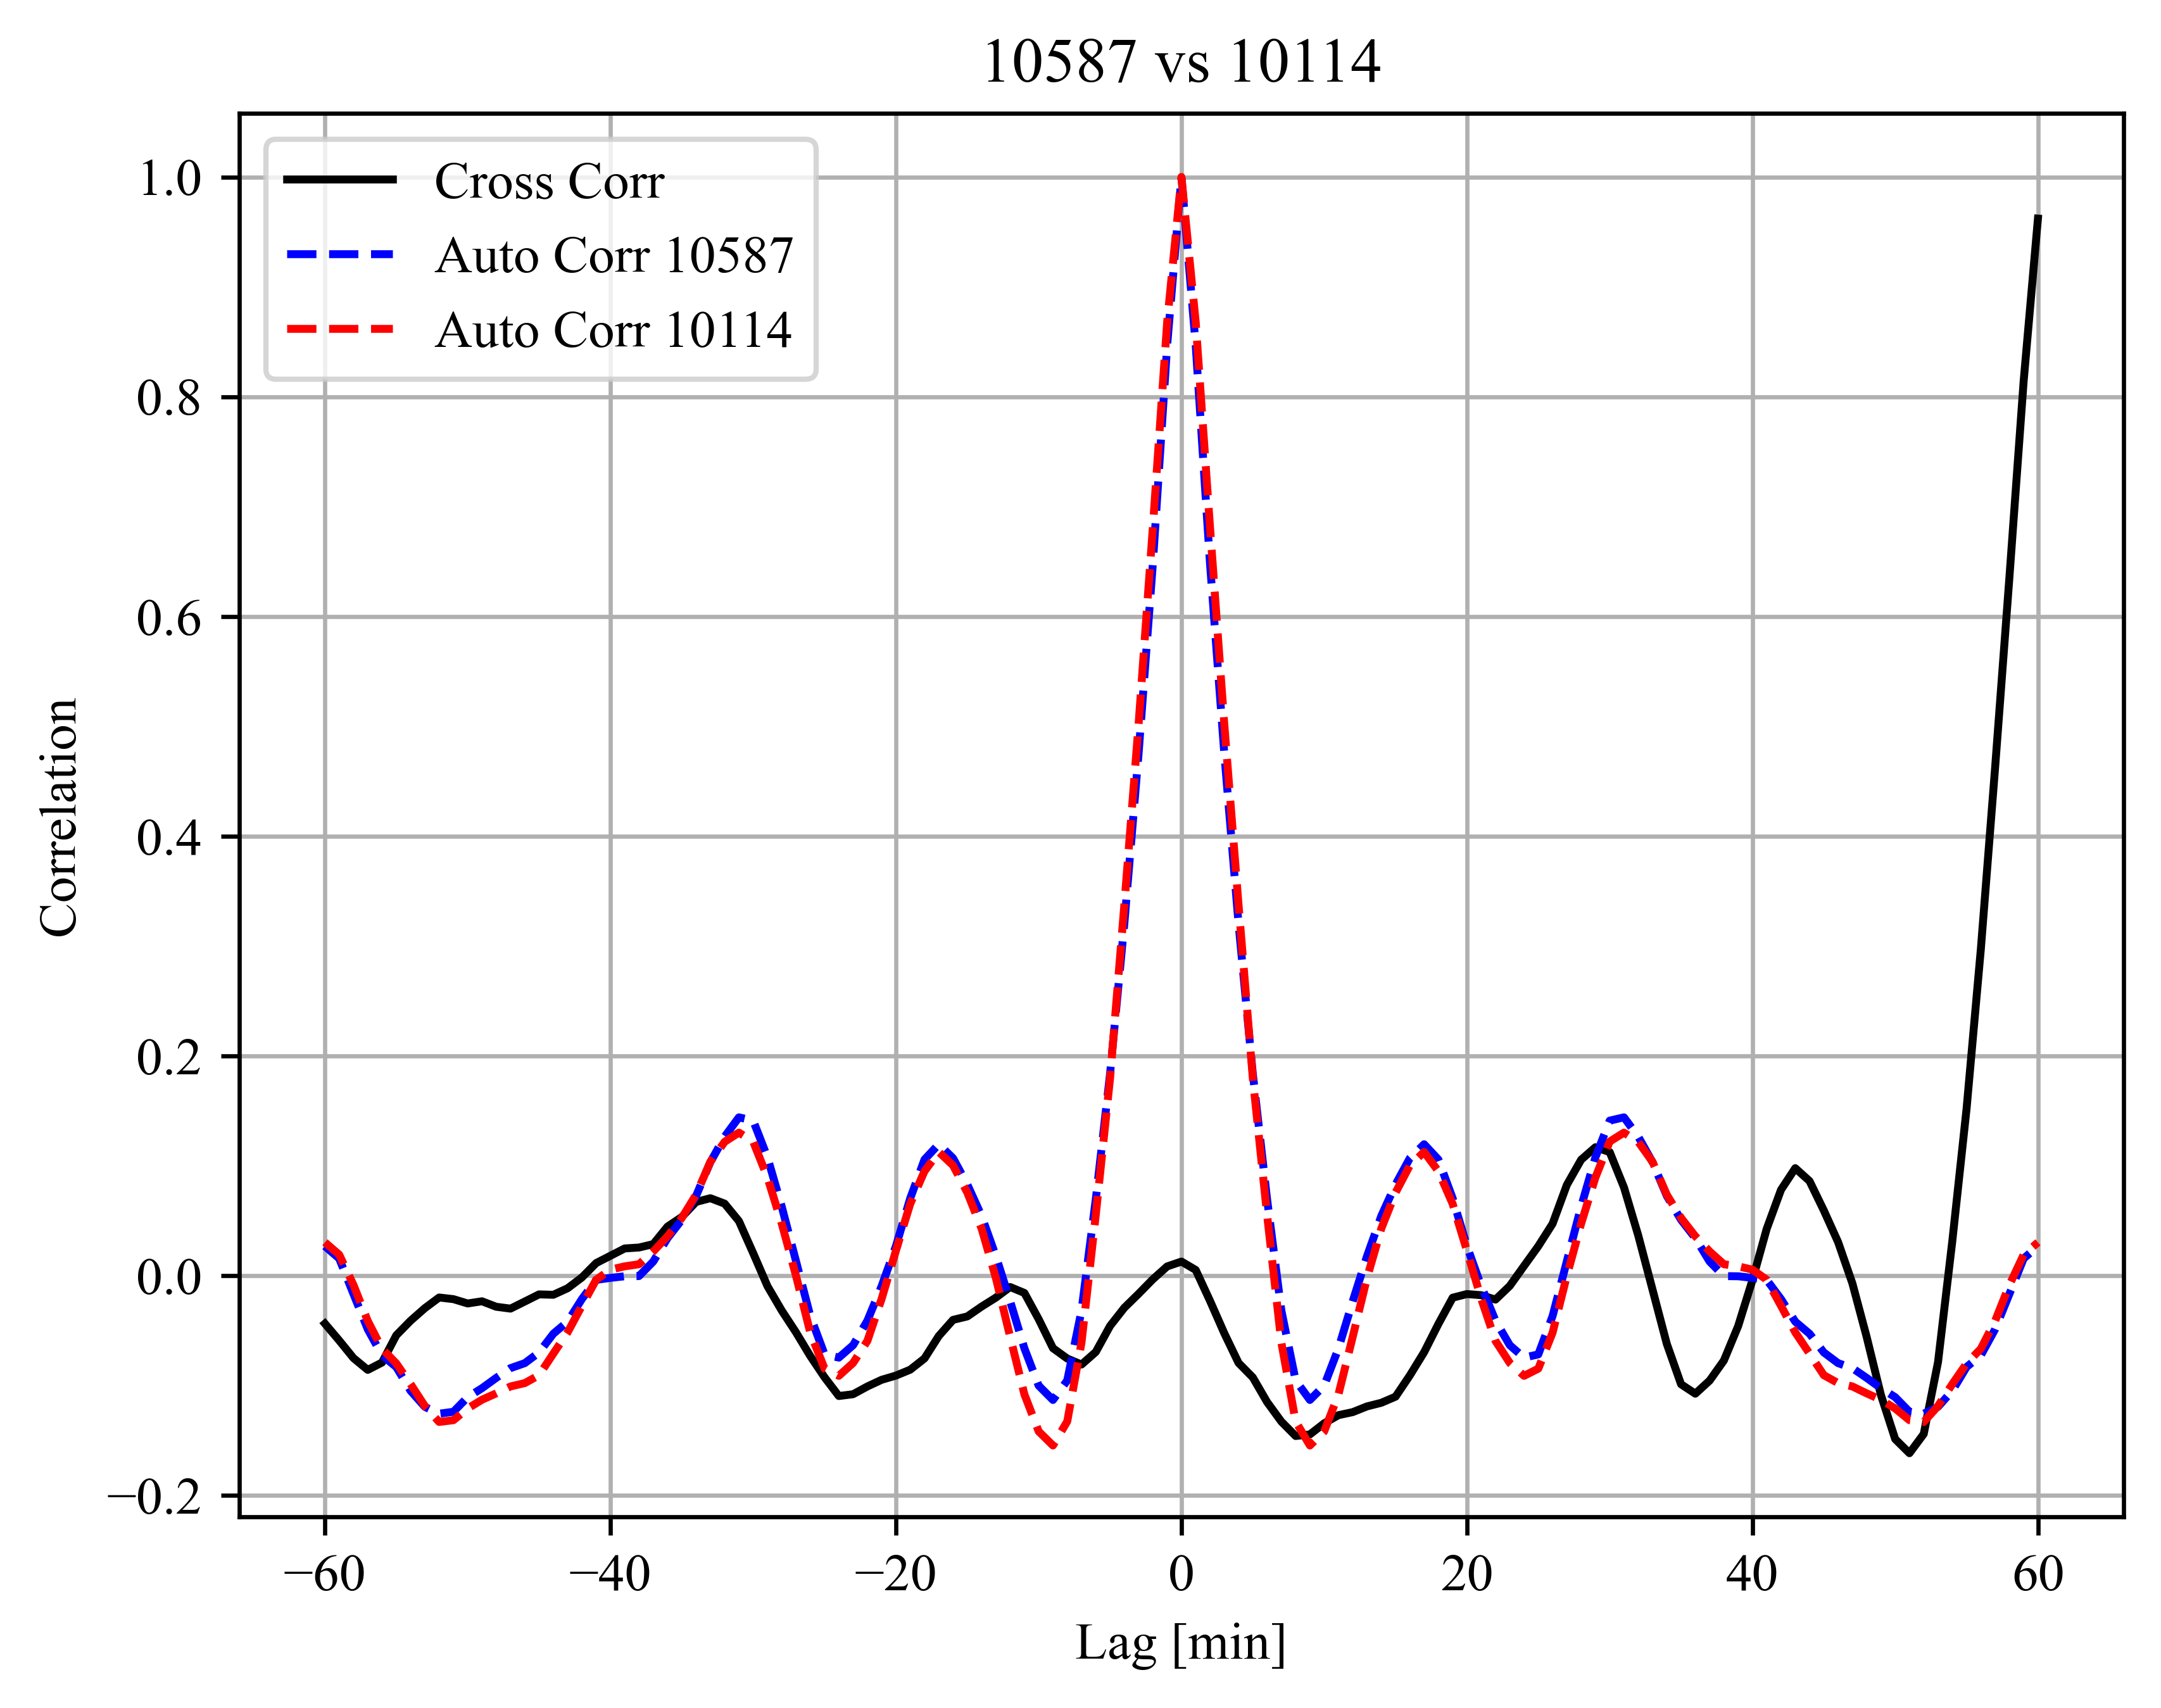 10587 vs 10114
Cross Corr
Auto Corr 10587
Auto Corr 10114
1.0
0.8
0.6
0.4
0.2
0.0
−0.2
Correlation
−60
−40
−20
0
20
40
60
Lag [min]